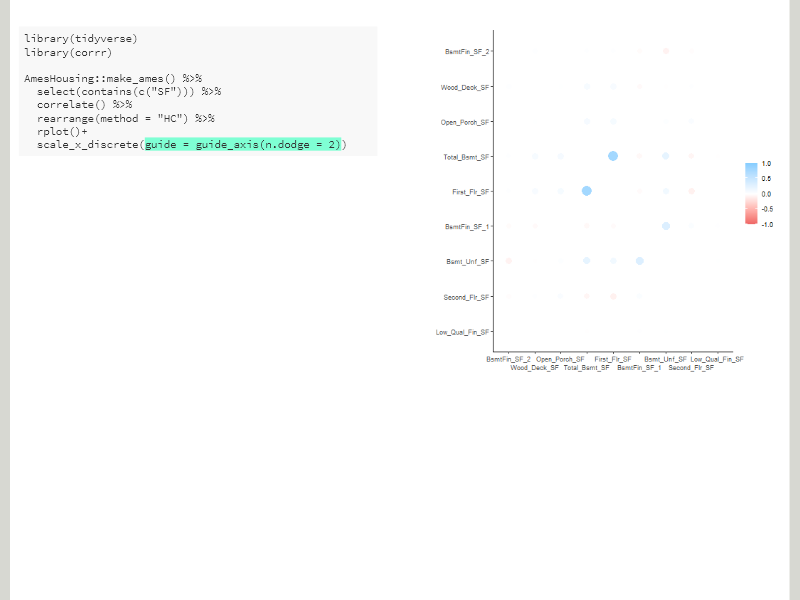 library(tidyverse)
library(corrr)
AmesHousing::make_ames() %>%
select(contains(c("SF"))) %>%
correlate() %>%
rearrange(method = "HC") %>%
rplot()+
scale_x_discrete(guide = guide_axis(n.dodge = 2))
BsmtFin_SF_2
Wood_Deck_SF
Open_Porch_SF
Total_Bsmt_SF
First_Flr_SF
BsmtFin_SF_1
Bsmt_Unf_SF
Second_Flr_SF
Low_Qual_Fin_SF
BsmtFin_SF_2 Open_Porch_SF First_Flr_SF Bsmt_Unf_SF Low_Qual_Fin_SF
Wood_Deck_SF Total_Bsmt_SF BsmtFin_SF_1 Second_Flr_SF
1.0
0.5
0.0
-0.5
-1.0